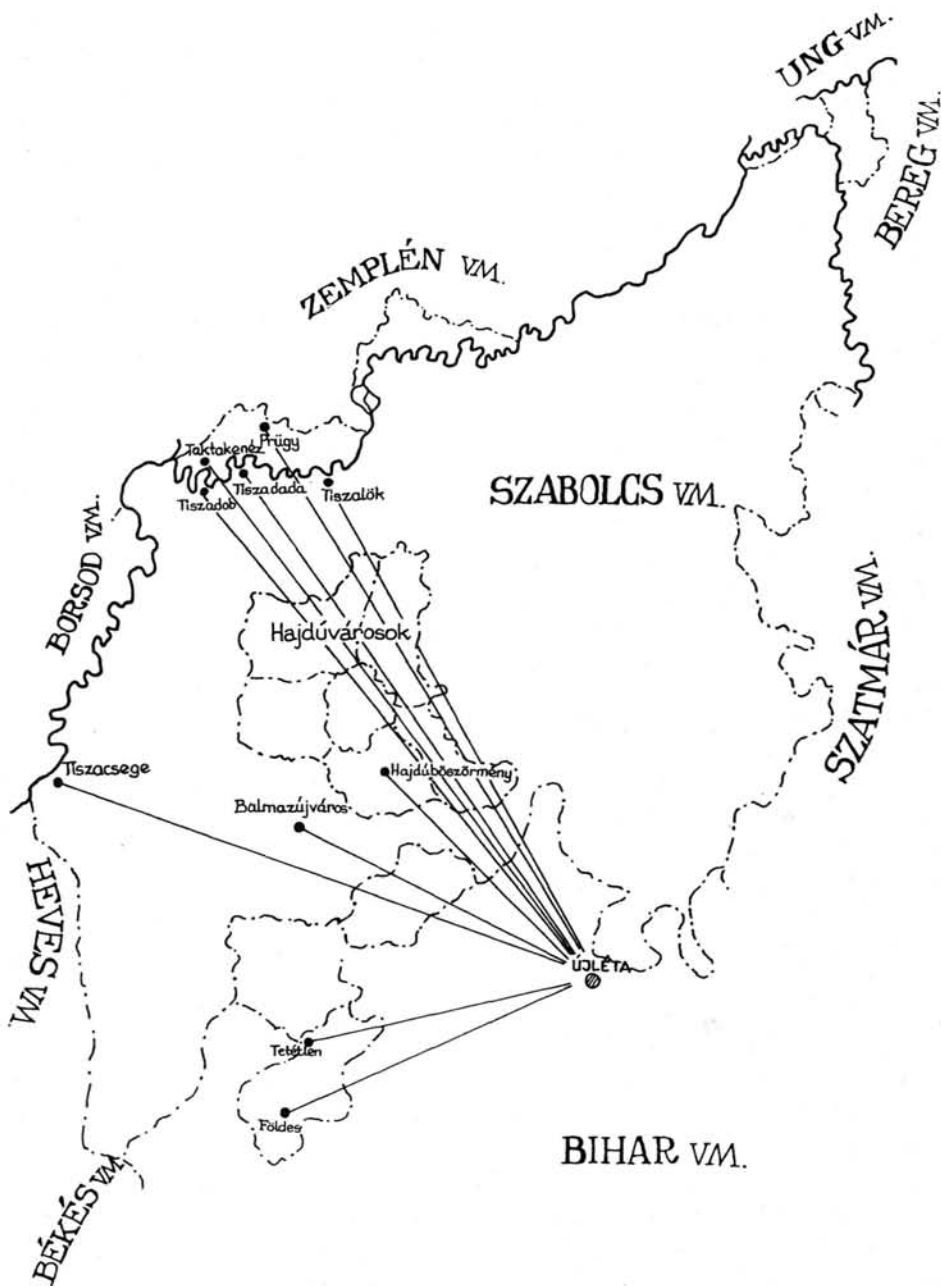 UNG VM.
BEREG VM.
ZEMPLÉN VM.
Prügy
Taktakenéz
Tiszadada
Tiszadob
Tiszalök
SZABOLCS VM.
BORSOD VM.
SZATMÁR VM.
Hajdúvárosok
Tiszacsege
Hajdúböszörmény
Balmazújváros
HEVES VM
ÚJLÉTA
Tetétlen
Földes
BIHAR VM.
BÉKÉS VM.